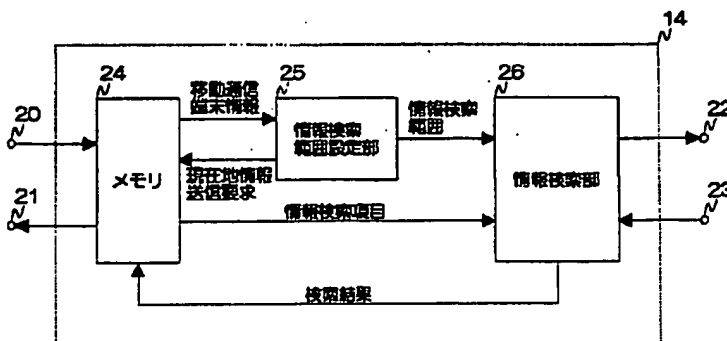 14
24
移動通信
端末情報
25
26
20
情報検索
範囲設定部
情報検索
範囲
22
メモリ
現在地情報
送信要求
情報検索部
21
情報検索項目
23
検索結果